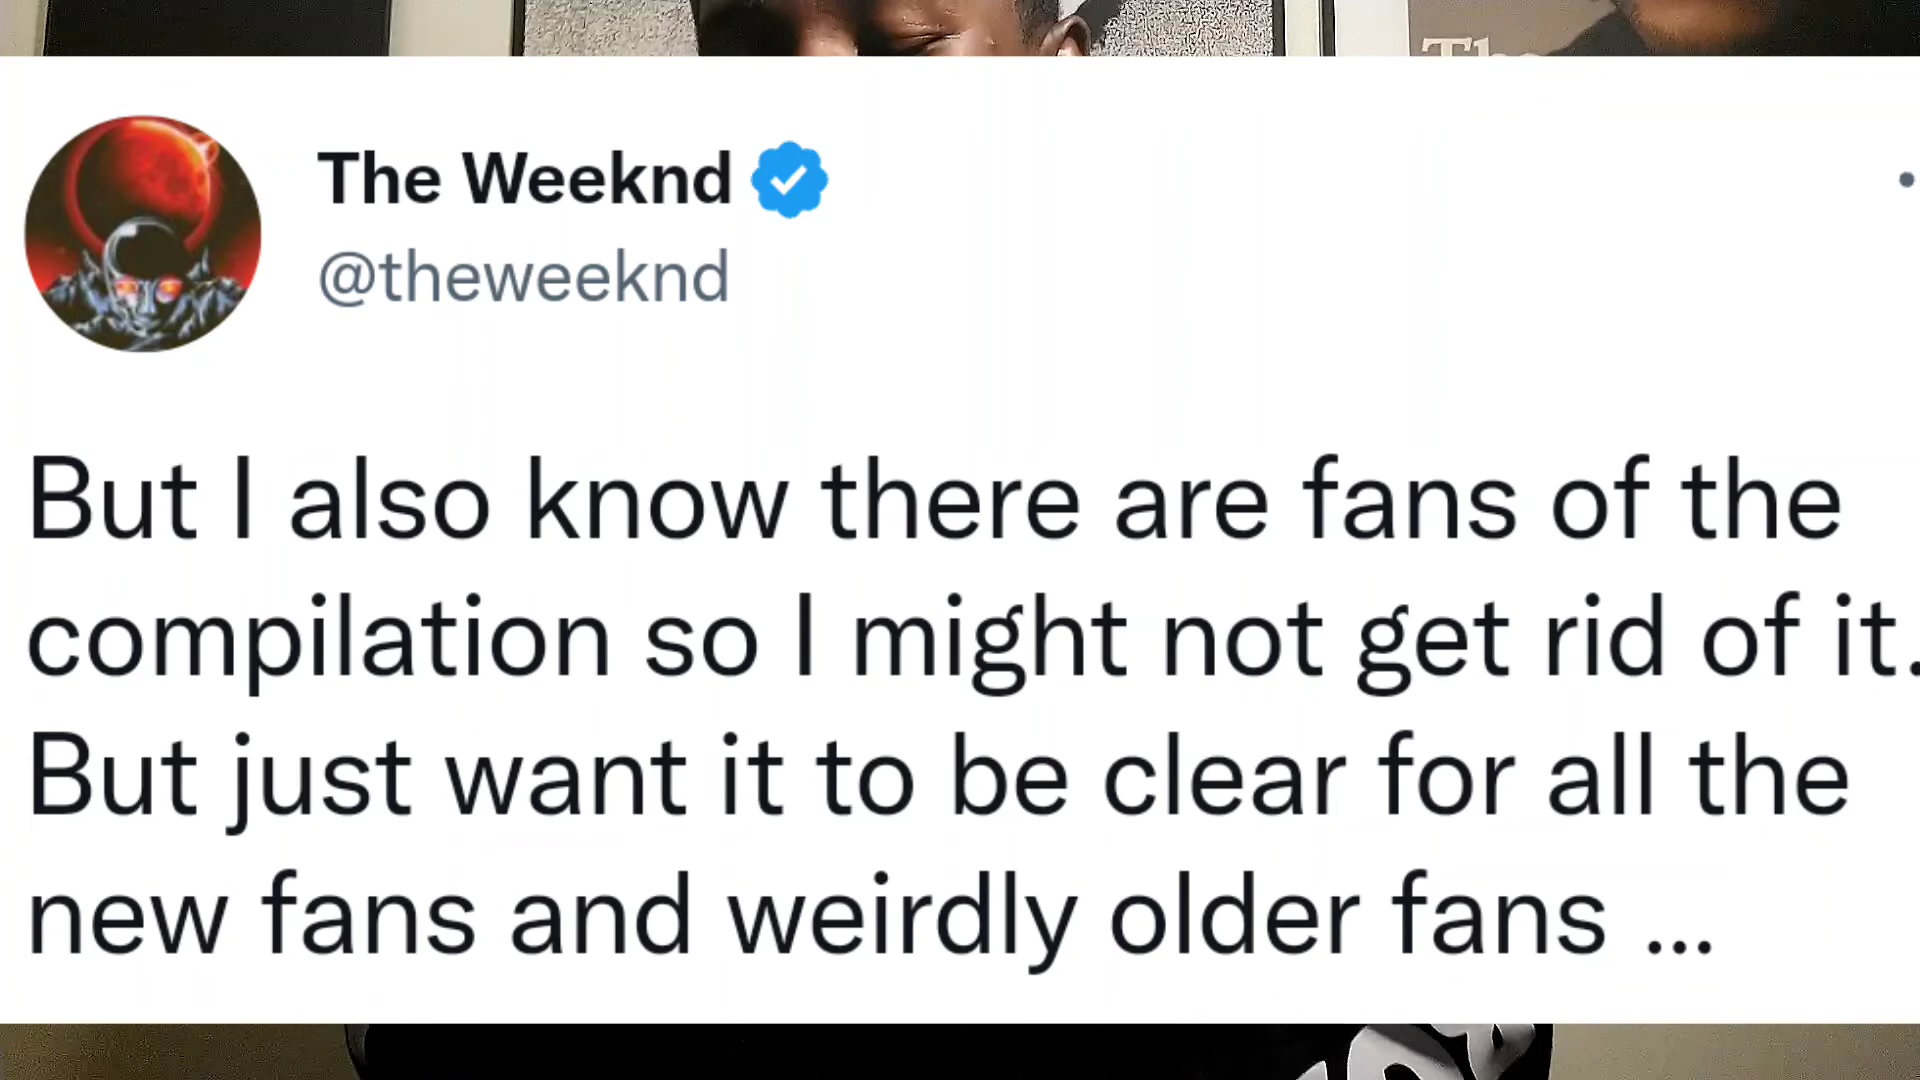 The
The Weeknd
@theweeknd
But I also know there are fans of the
compilation so I might not get rid of it.
But just want it to be clear for all the
new fans and weirdly older fans ...